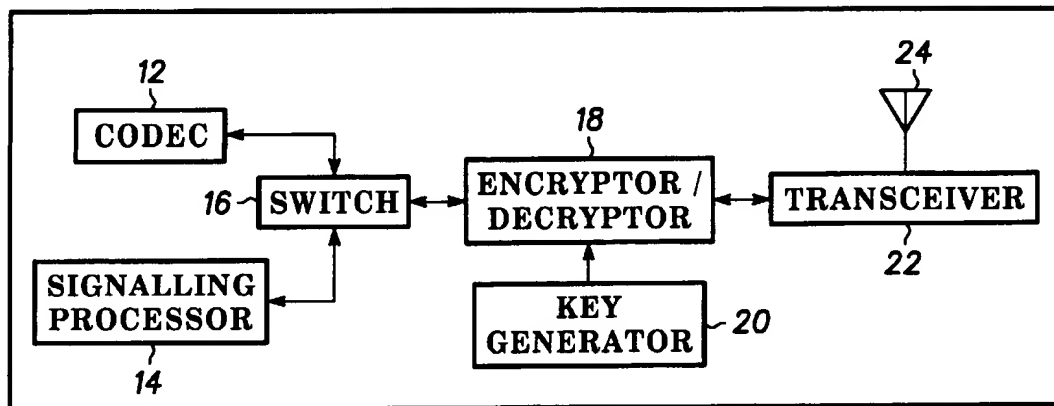 12
CODEC
16
SWITCH
SIGNALLING
PROCESSOR
14
18
ENCRYPTOR /
DECRYPTOR
KEY
GENERATOR
20
24
TRANSCEIVER
22